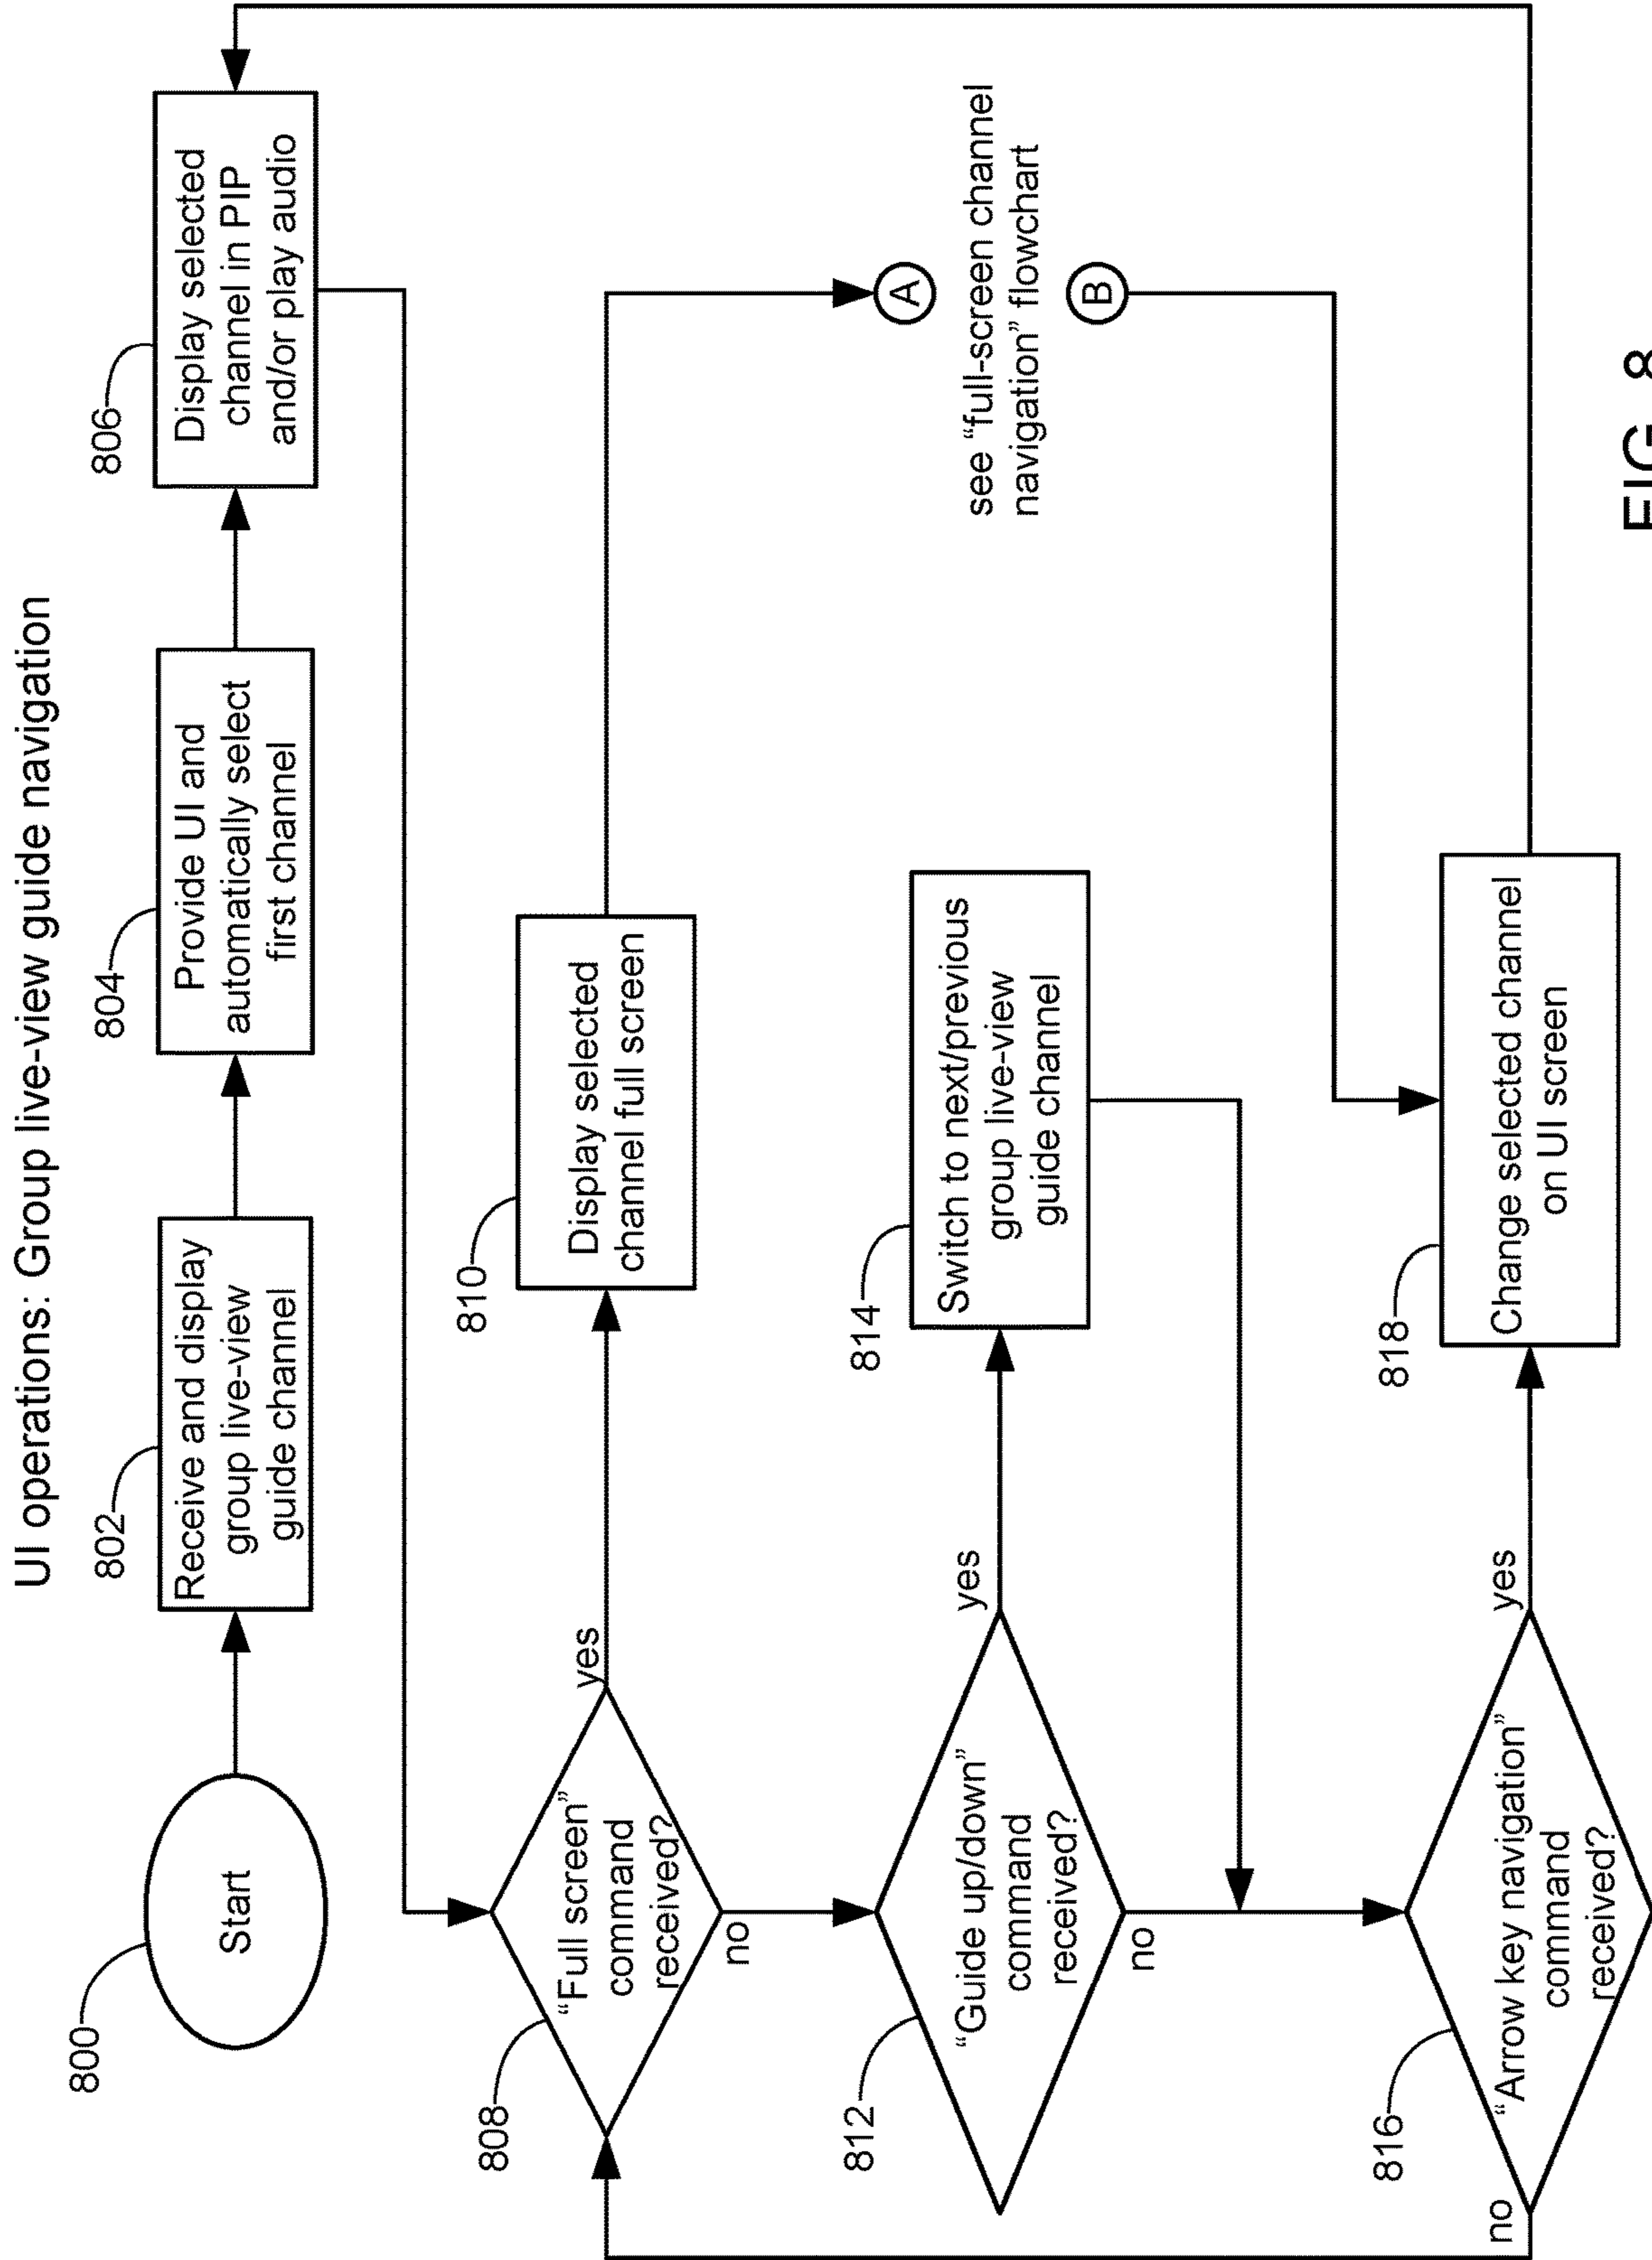 UI operations: Group live-view guide navigation
800
Start
802
Receive and display
group live-view
guide channel
804
Provide UI and
automatically select
first channel
806
Display selected
channel in PIP
and/or play audio
808
“Full screen”
command
received?
yes
no
810
Display selected
channel full screen
A
see “full-screen channel
navigation” flowchart
B
812
“Guide up/down”
command
received?
yes
no
814
Switch to next/previous
group live-view
guide channel
816
“Arrow key navigation”
command
received?
yes
no
818
Change selected channel
on UI screen
FIG. 8